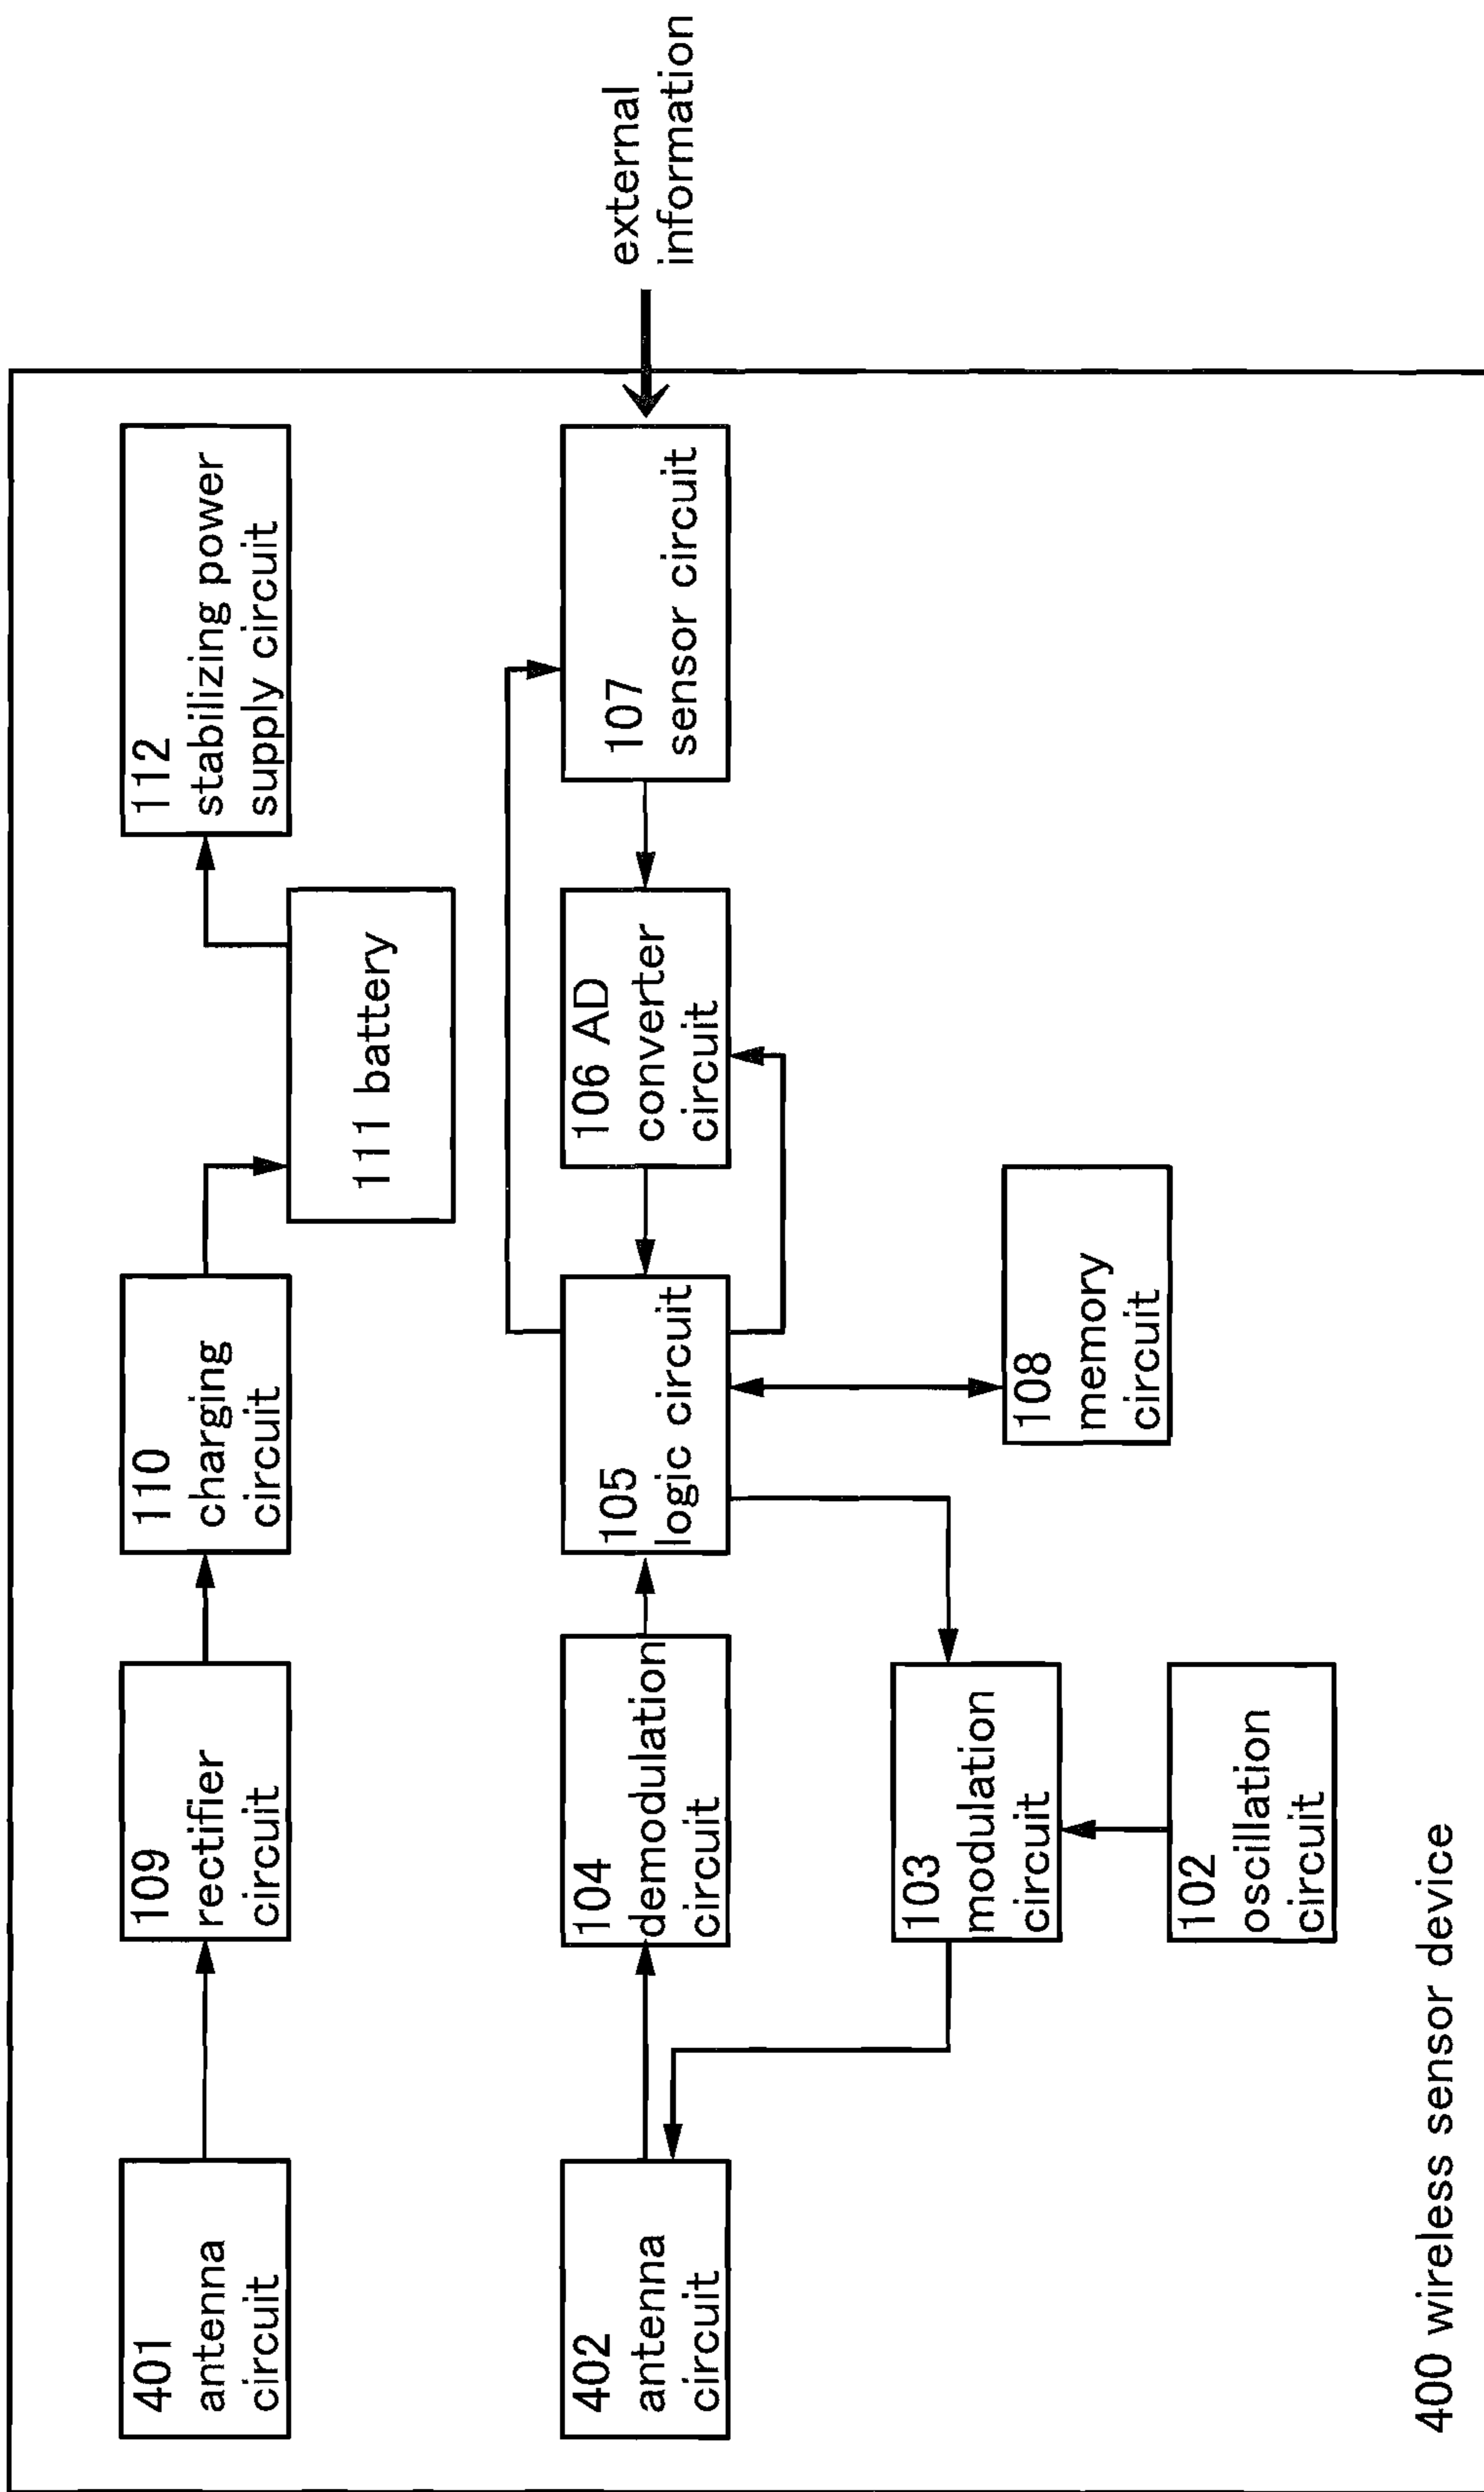 401
antenna
circuit
109
rectifier
circuit
110
charging
circuit
111 battery
112
stabilizing power
supply circuit
402
antenna
circuit
104
demodulation
circuit
105
logic circuit
106 AD
converter
circuit
107
sensor circuit
external
information
103
modulation
circuit
108
memory
circuit
102
oscillation
circuit
400 wireless sensor device